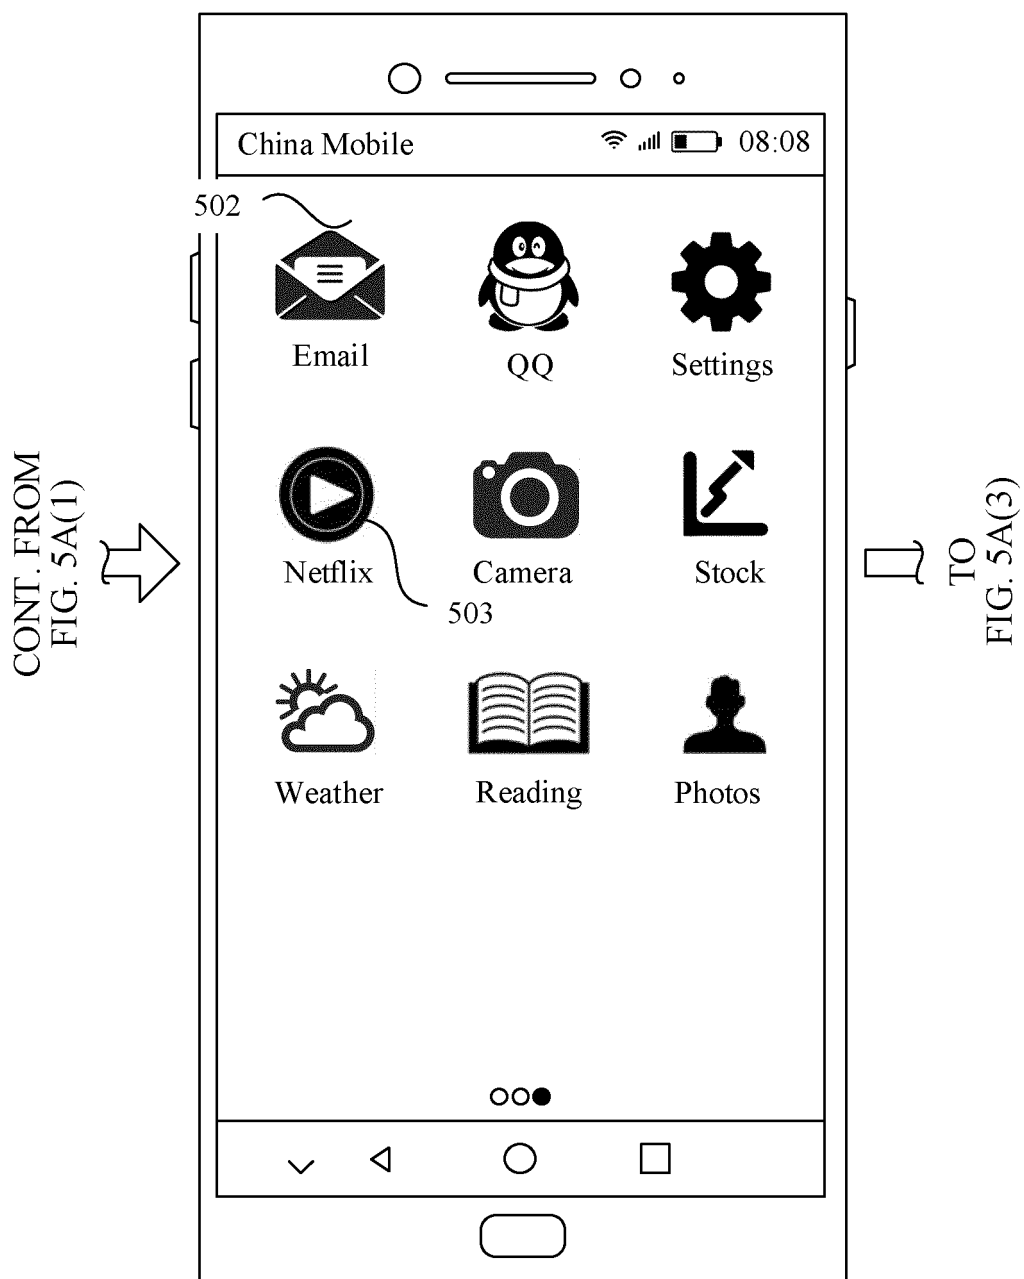 China Mobile 08:08
502
Email QQ Settings
Netflix Camera Stock
503
Weather Reading Photos
CONT. FROM
FIG. 5A(1)
TO
FIG. 5A(3)